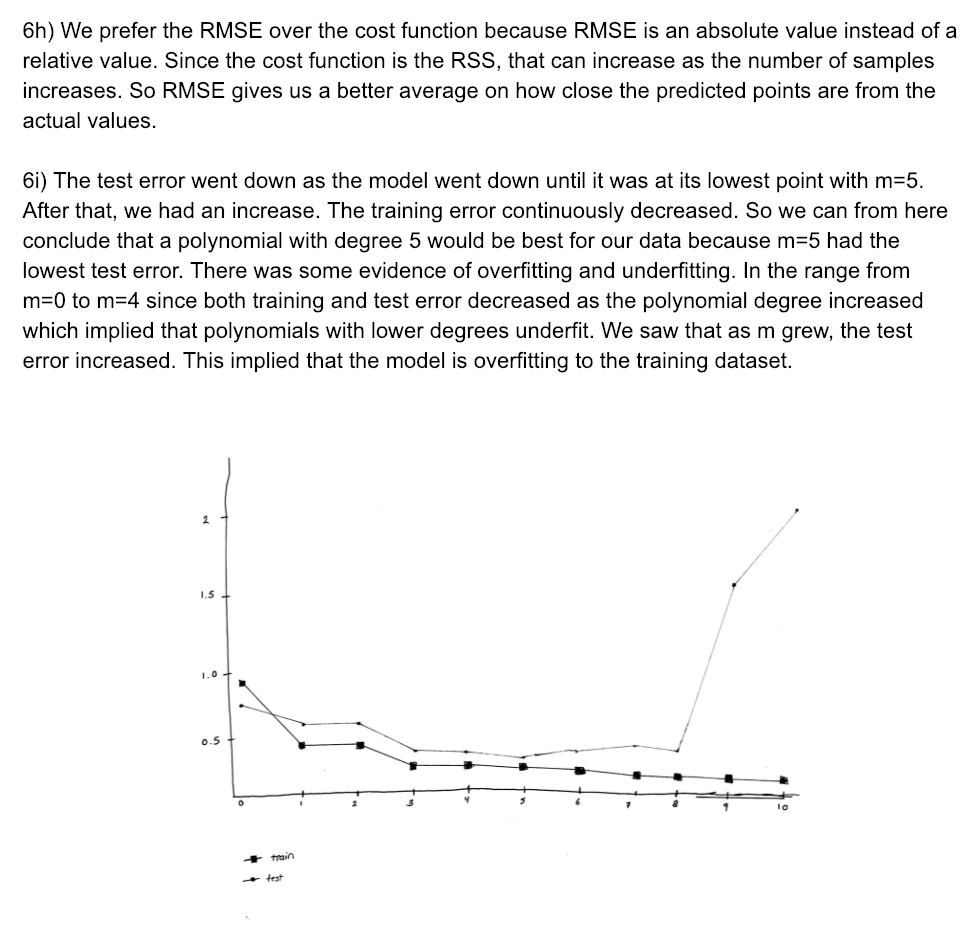 6h) We prefer the RMSE over the cost function because RMSE is an absolute value instead of a
relative value. Since the cost function is the RSS, that can increase as the number of samples
increases. So RMSE gives us a better average on how close the predicted points are from the
actual values.
6i) The test error went down as the model went down until it was at its lowest point with m=5.
After that, we had an increase. The training error continuously decreased. So we can from here
conclude that a polynomial with degree 5 would be best for our data because m=5 had the
lowest test error. There was some evidence of overfitting and underfitting. In the range from
m=0 to m=4 since both training and test error decreased as the polynomial degree increased
which implied that polynomials with lower degrees underfit. We saw that as m grew, the test
error increased. This implied that the model is overfitting to the training dataset.
2
1.5
1.0
0.5
0 1 2 3 4 5 6 7 8 9 10
train
test